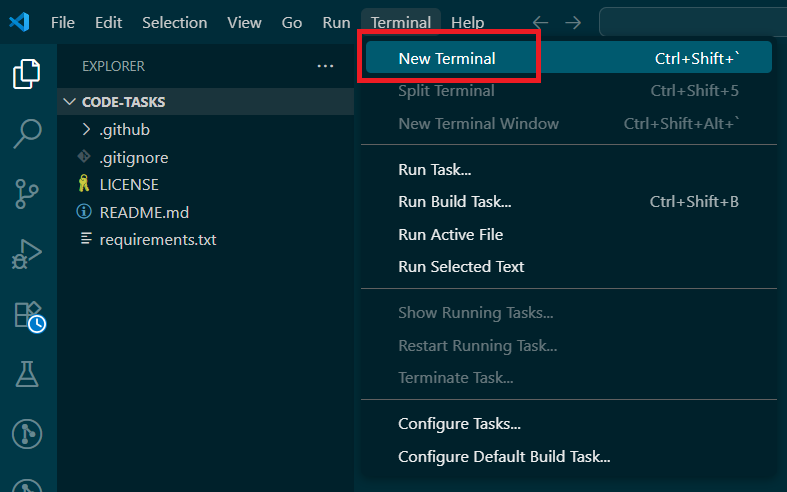 File Edit Selection View Go Run Terminal Help
EXPLORER
CODE-TASKS
.github
.gitignore
LICENSE
README.md
requirements.txt
New Terminal Ctrl+Shift+`
Split Terminal Ctrl+Shift+5
New Terminal Window Ctrl+Shift+Alt+`
Run Task...
Run Build Task... Ctrl+Shift+B
Run Active File
Run Selected Text
Show Running Tasks...
Restart Running Task...
Terminate Task...
Configure Tasks...
Configure Default Build Task...